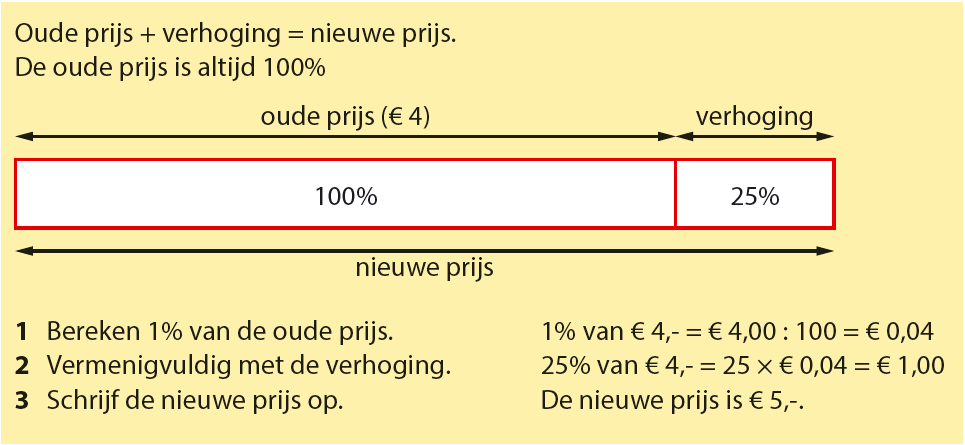 Oude prijs + verhoging = nieuwe prijs.
De oude prijs is altijd 100%
oude prijs (€ 4) verhoging
100% 25%
nieuwe prijs
1 Bereken 1% van de oude prijs. 1% van € 4,- = € 4,00 : 100 = € 0,04
2 Vermenigvuldig met de verhoging. 25% van € 4,- = 25 × € 0,04 = € 1,00
3 Schrijf de nieuwe prijs op. De nieuwe prijs is € 5,-.